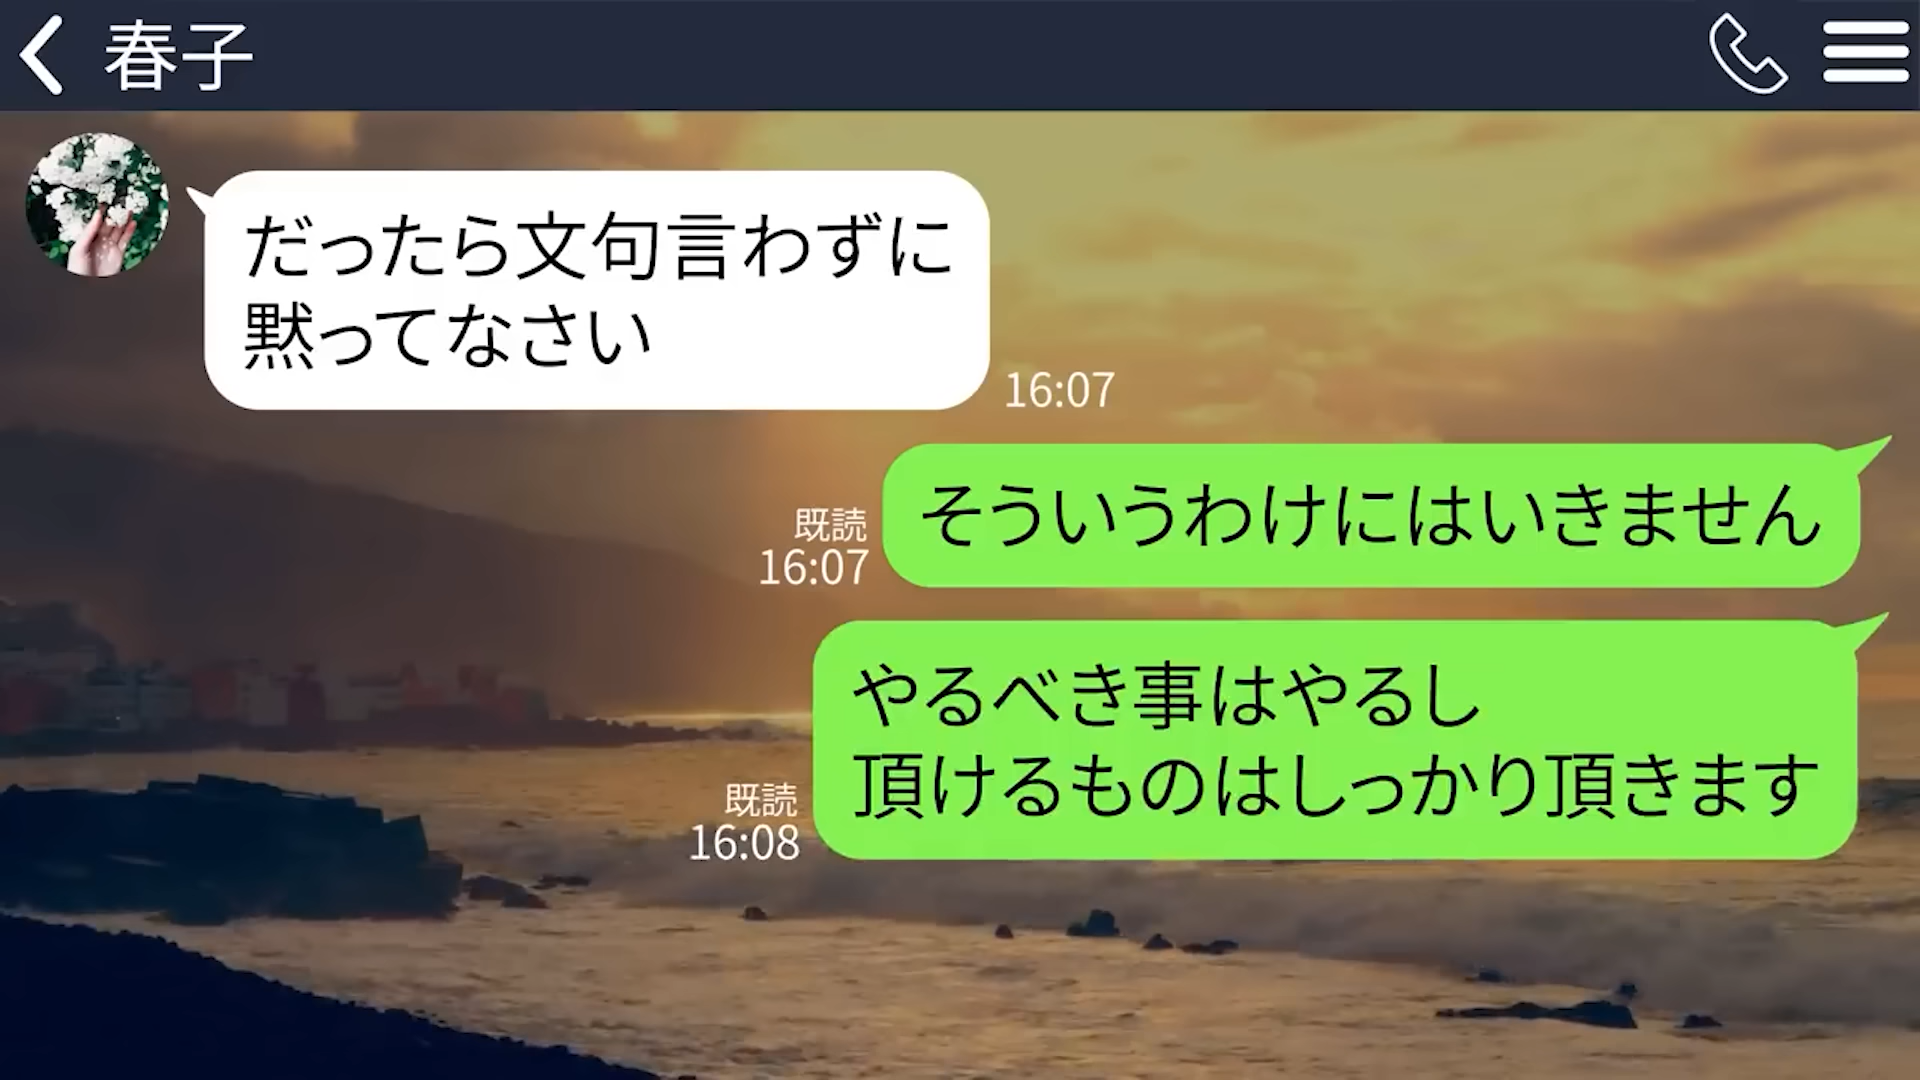 春子
だったら文句言わずに
黙ってなさい
16:07
そういうわけにはいきません
既読
16:07
やるべき事はやるし
頂けるものはしっかり頂きます
既読
16:08